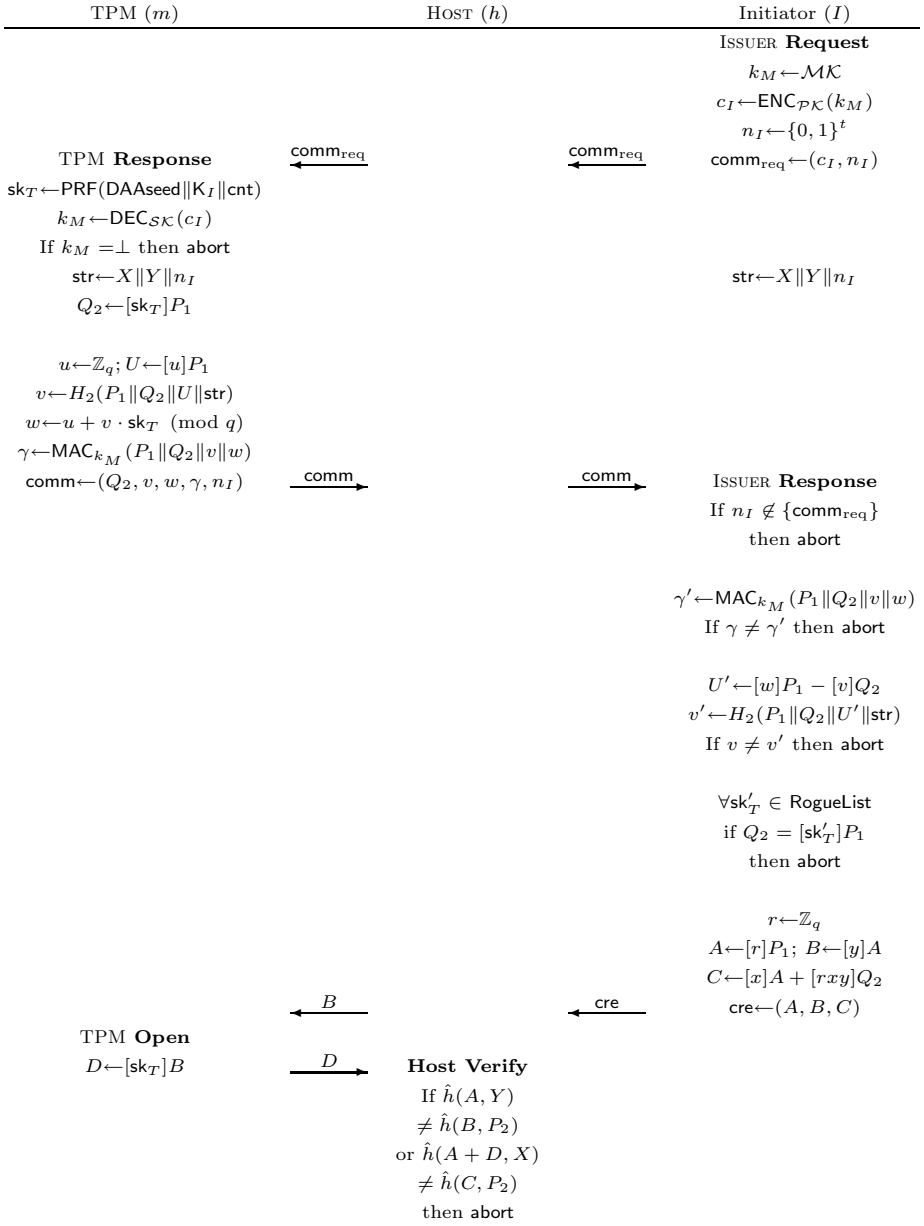 TPM (m) HOST (h) Initiator (I)
ISSUER Request
k_M←MK
c_I←ENC_PK(k_M)
n_I←{0, 1}^t
comm_req comm_req comm_req←(c_I, n_I)
TPM Response
sk_T←PRF(DAAseed‖K_I‖cnt)
k_M←DEC_SK(c_I)
If k_M =⊥ then abort
str←X‖Y‖n_I str←X‖Y‖n_I
Q_2←[sk_T]P_1
u←ℤ_q; U←[u]P_1
v←H_2(P_1‖Q_2‖U‖str)
w←u + v · sk_T (mod q)
γ←MAC_{k_M}(P_1‖Q_2‖v‖w)
comm←(Q_2, v, w, γ, n_I) comm comm ISSUER Response
If n_I ∉ {comm_req}
then abort
γ′←MAC_{k_M}(P_1‖Q_2‖v‖w)
If γ ≠ γ′ then abort
U′←[w]P_1 − [v]Q_2
v′←H_2(P_1‖Q_2‖U′‖str)
If v ≠ v′ then abort
∀sk′_T ∈ RogueList
if Q_2 = [sk′_T]P_1
then abort
r←ℤ_q
A←[r]P_1; B←[y]A
C←[x]A + [rxy]Q_2
B cre cre←(A, B, C)
TPM Open
D←[sk_T]B D Host Verify
If ĥ(A, Y)
≠ ĥ(B, P_2)
or ĥ(A + D, X)
≠ ĥ(C, P_2)
then abort